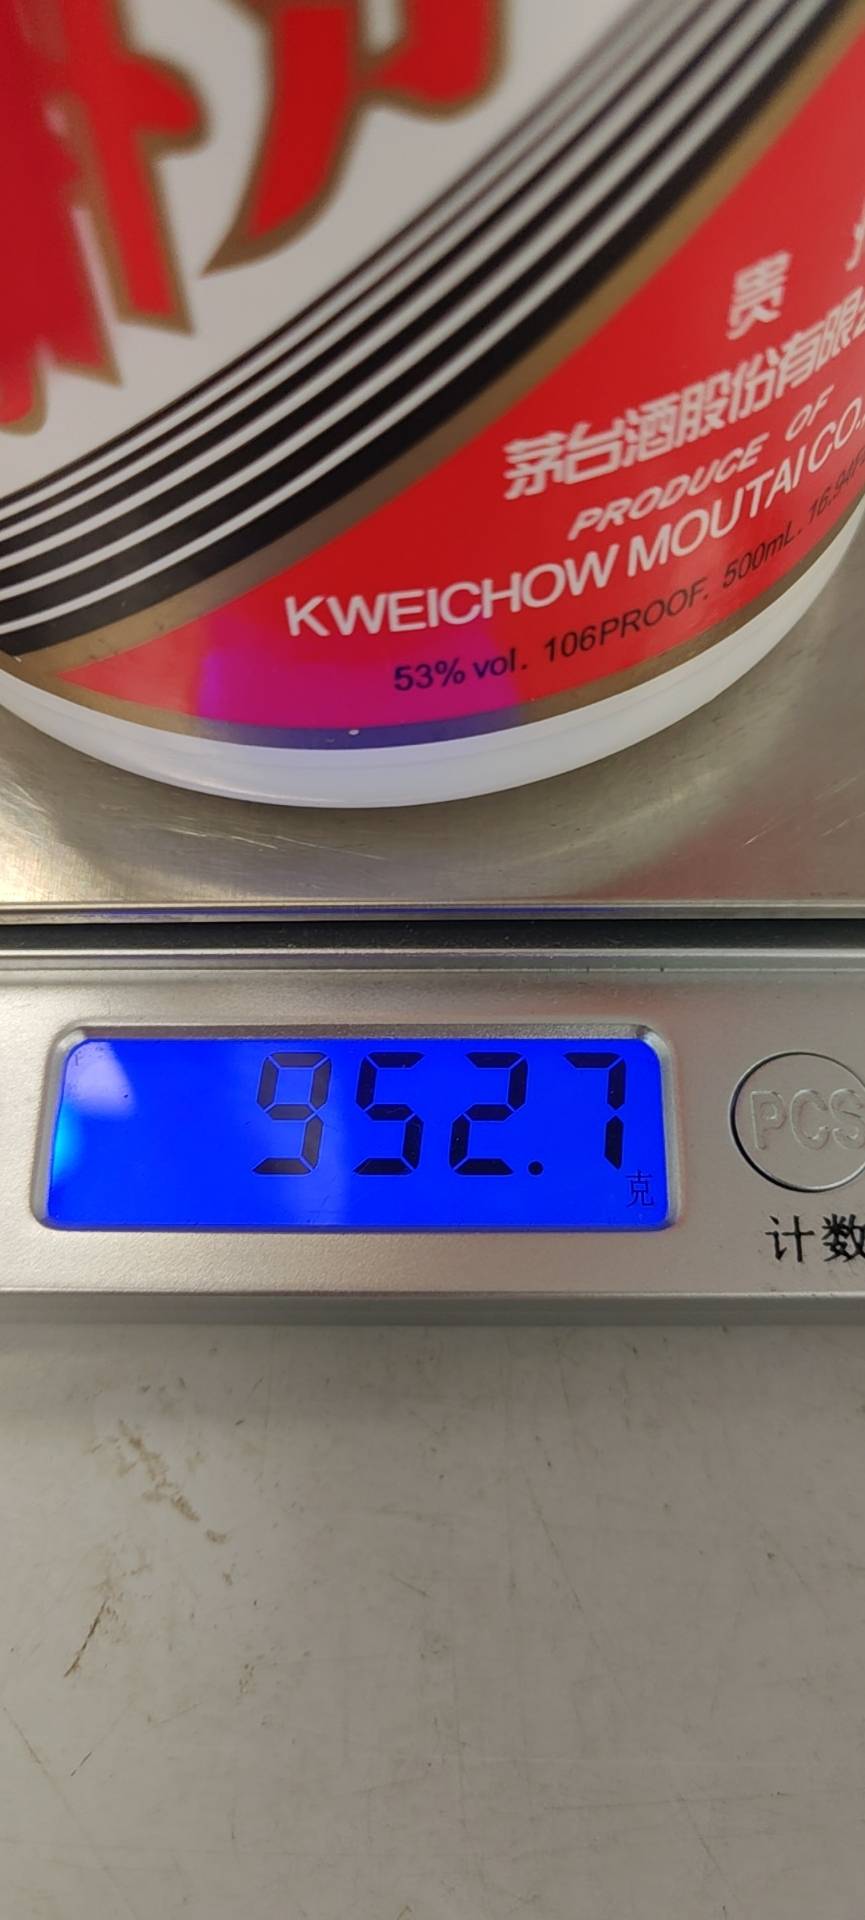 贵
茅台酒股份有限
PRODUCE OF
KWEICHOW MOUTAI CO.,
53% vol. 106PROOF. 500mL.
952.7
克
PCS
计数